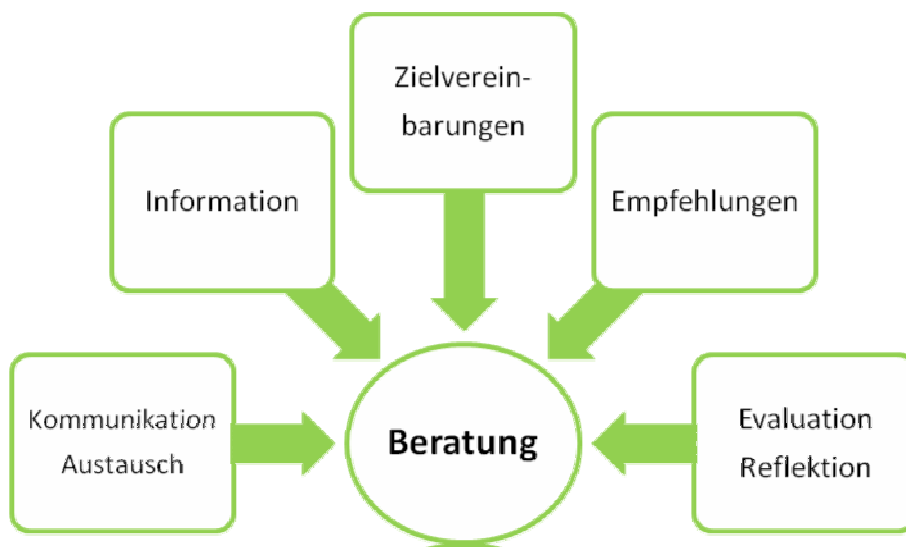 Zielverein-
barungen
Information
Empfehlungen
Kommunikation
Austausch
Beratung
Evaluation
Reflektion